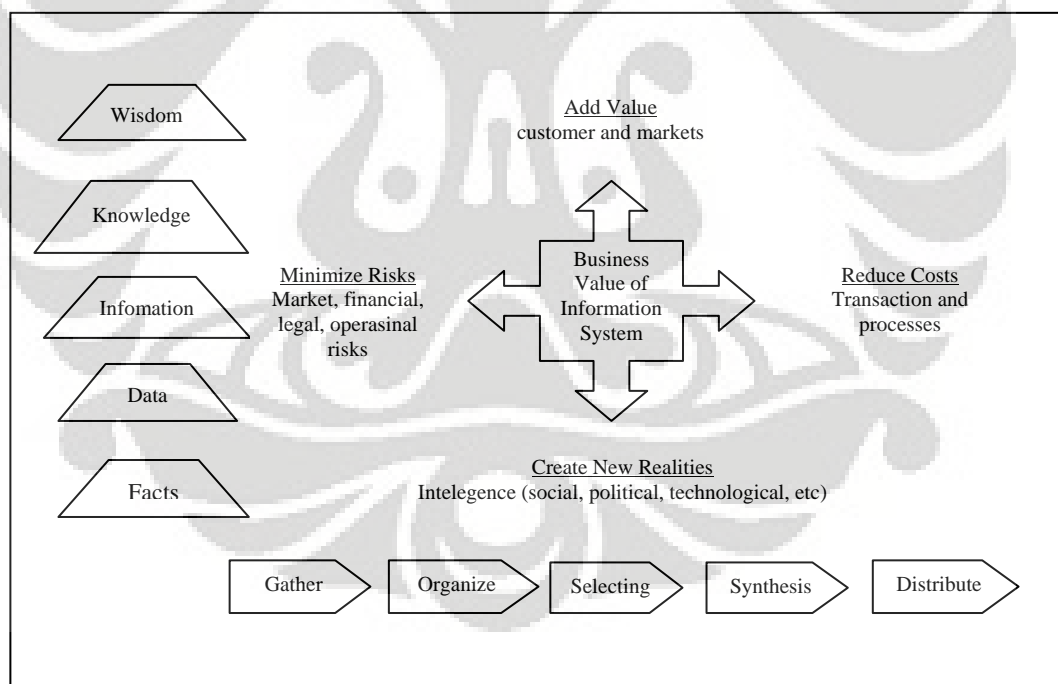 Wisdom
Knowledge
Infomation
Data
Facts
Add Value
customer and markets
Minimize Risks
Market, financial,
legal, operasinal
risks
Business
Value of
Information
System
Reduce Costs
Transaction and
processes
Create New Realities
Intelegence (social, political, technological, etc)
Gather
Organize
Selecting
Synthesis
Distribute